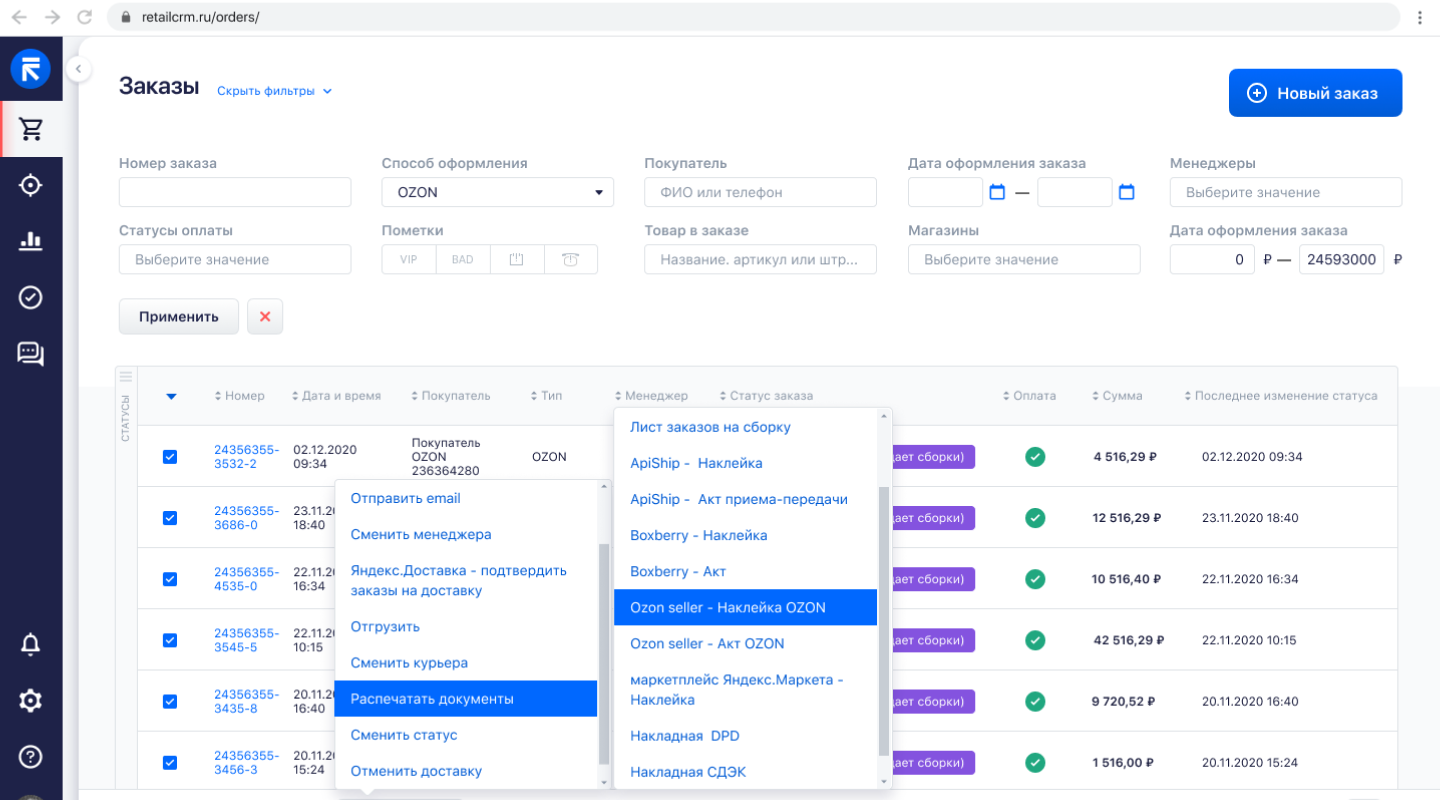 retailcrm.ru/orders/
Заказы
Скрыть фильтры
Новый заказ
Номер заказа
Способ оформления
Покупатель
Дата оформления заказа
Менеджеры
OZON
ФИО или телефон
—
Выберите значение
Статусы оплаты
Пометки
Товар в заказе
Магазины
Дата оформления заказа
Выберите значение
VIP
BAD
Название. артикул или штр...
Выберите значение
0 ₽ — 24593000 ₽
Применить
СТАТУСЫ
Номер
Дата и время
Покупатель
Тип
Менеджер
Статус заказа
Оплата
Сумма
Последнее изменение статуса
24356355-
3532-2
02.12.2020
09:34
Покупатель
OZON
236364280
OZON
дает сборки)
4 516,29 ₽
02.12.2020 09:34
24356355-
3686-0
23.11.20
18:40
дает сборки)
12 516,29 ₽
23.11.2020 18:40
24356355-
4535-0
22.11.20
16:34
дает сборки)
10 516,40 ₽
22.11.2020 16:34
24356355-
3545-5
22.11.20
10:15
дает сборки)
42 516,29 ₽
22.11.2020 10:15
24356355-
3435-8
20.11.20
16:40
дает сборки)
9 720,52 ₽
20.11.2020 16:40
24356355-
3456-3
20.11.20
15:24
дает сборки)
1 516,00 ₽
20.11.2020 15:24
Отправить email
Сменить менеджера
Яндекс.Доставка - подтвердить
заказы на доставку
Отгрузить
Сменить курьера
Распечатать документы
Сменить статус
Отменить доставку
Лист заказов на сборку
ApiShip - Наклейка
ApiShip - Акт приема-передачи
Boxberry - Наклейка
Boxberry - Акт
Ozon seller - Наклейка OZON
Ozon seller - Акт OZON
маркетплейс Яндекс.Маркета -
Наклейка
Накладная DPD
Накладная СДЭК